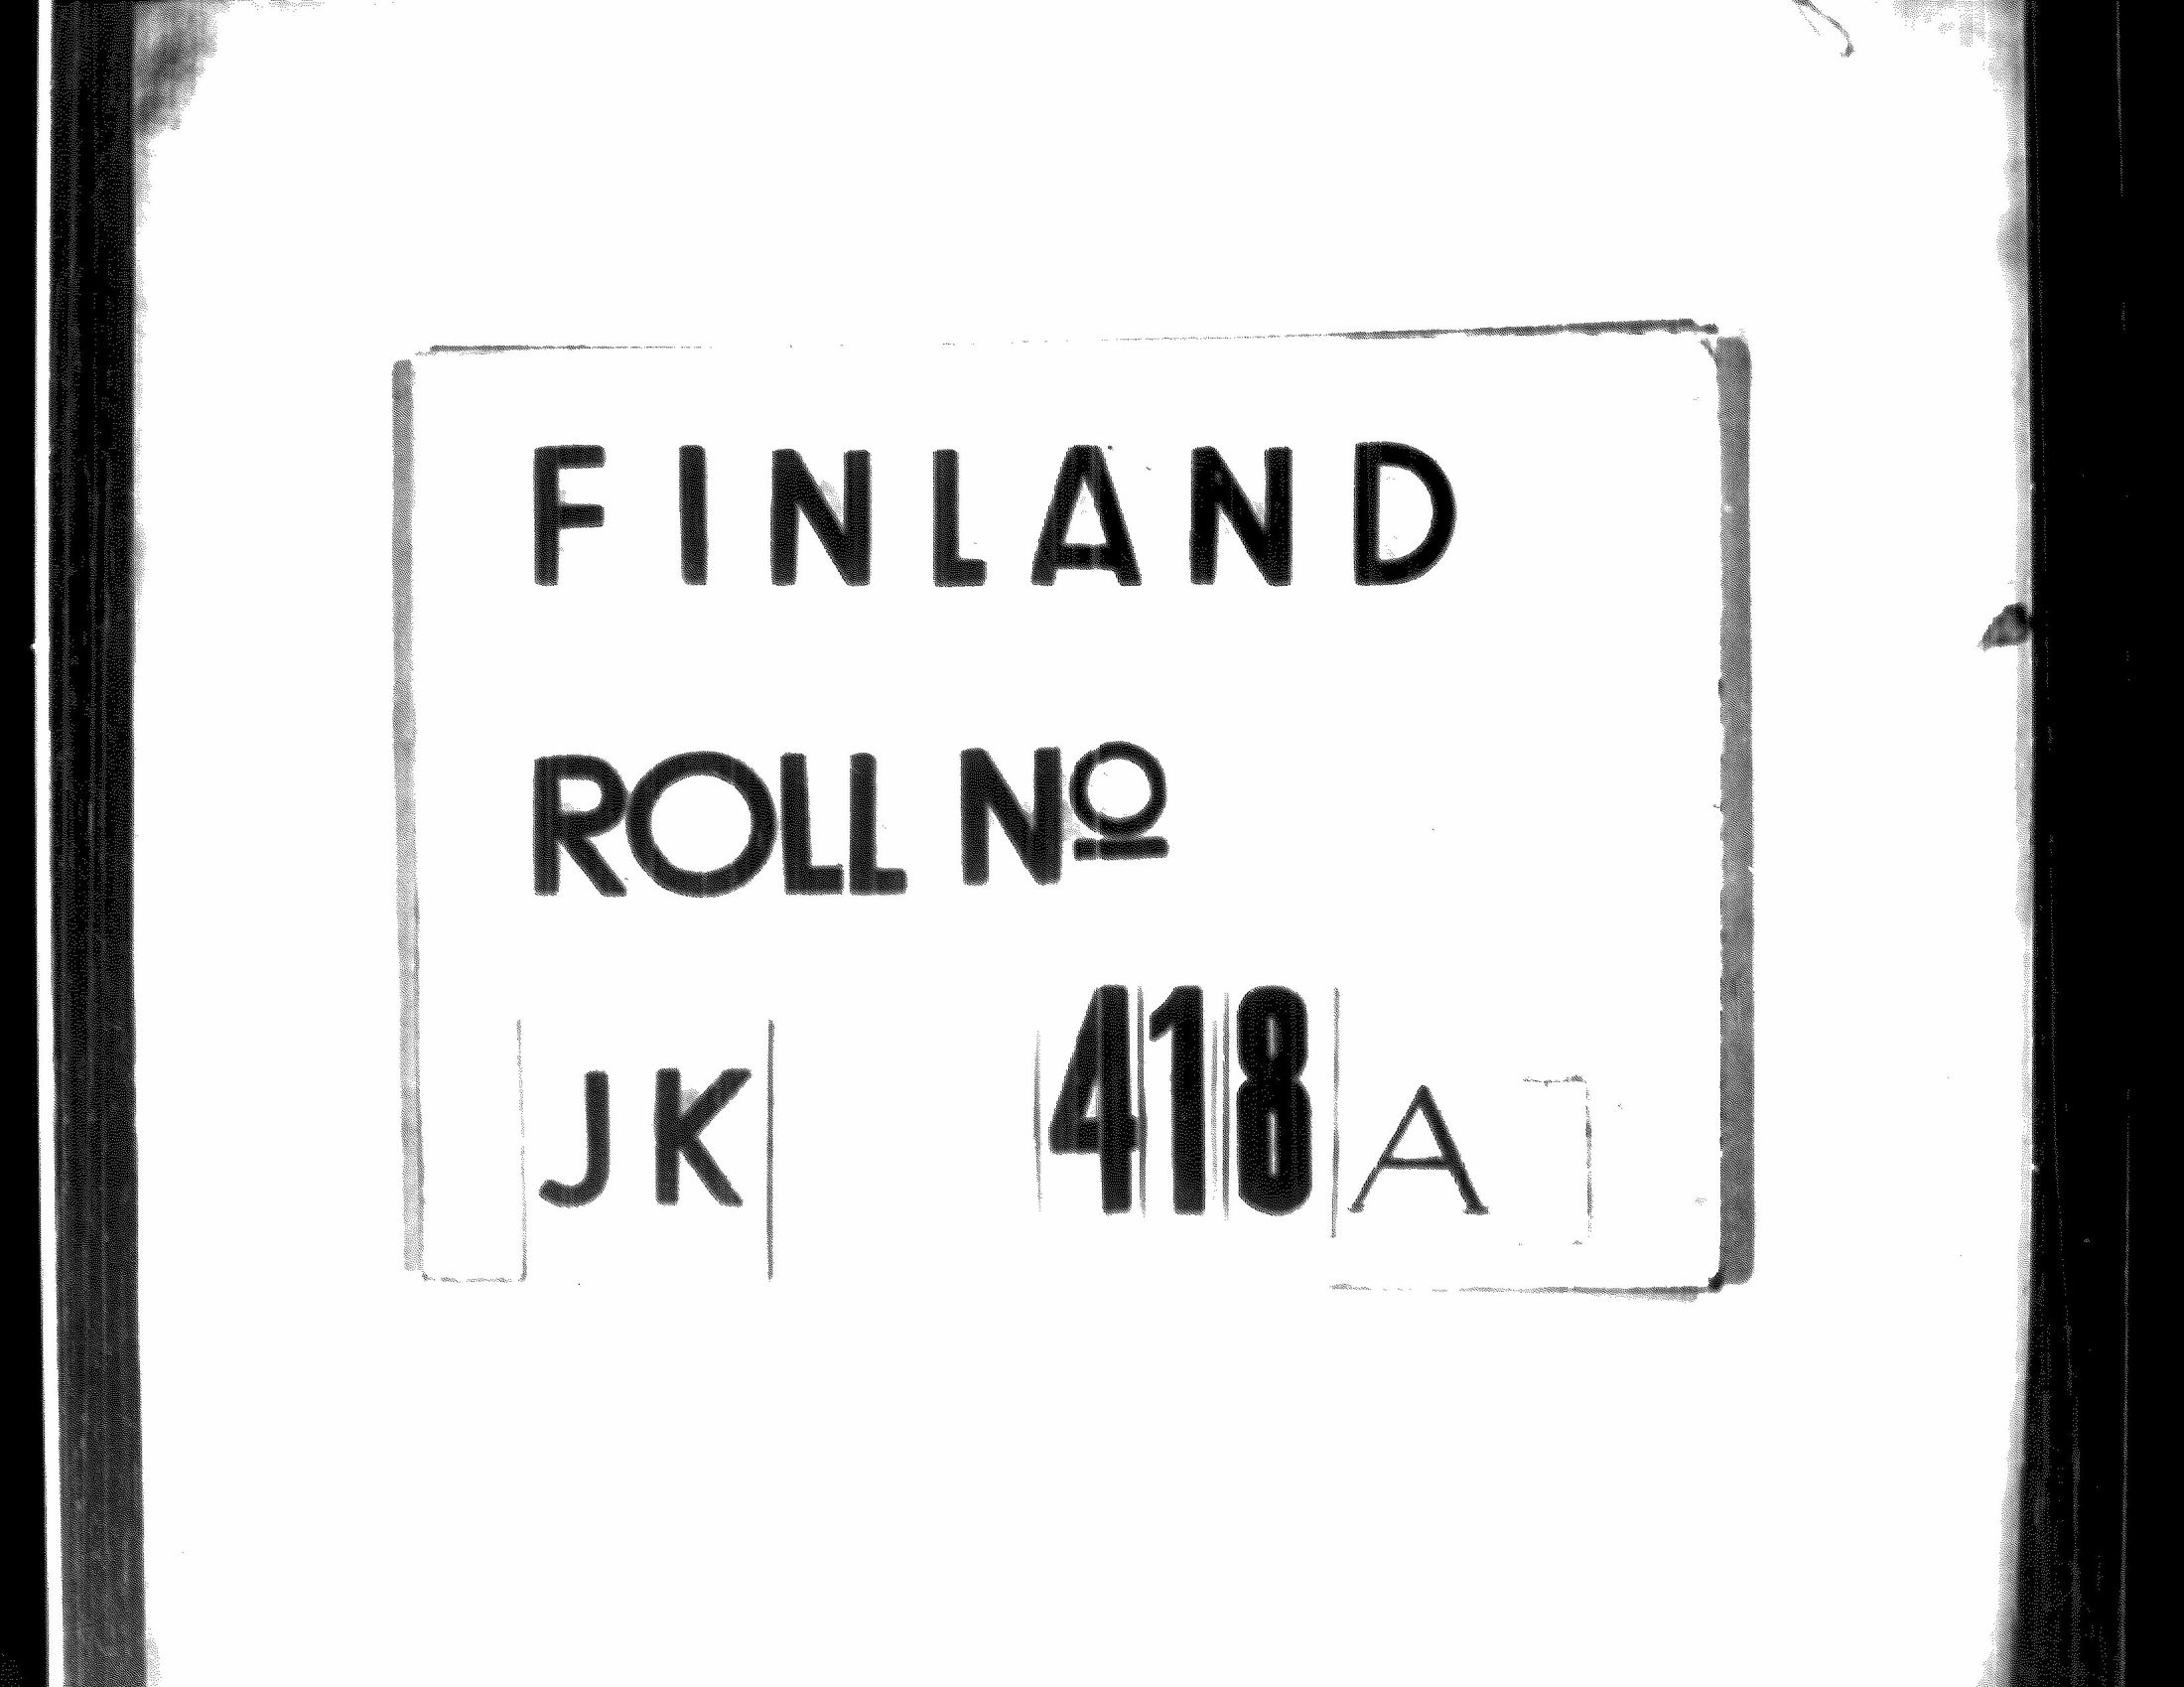 FINLAND
ROLL Nº
JK 418 A